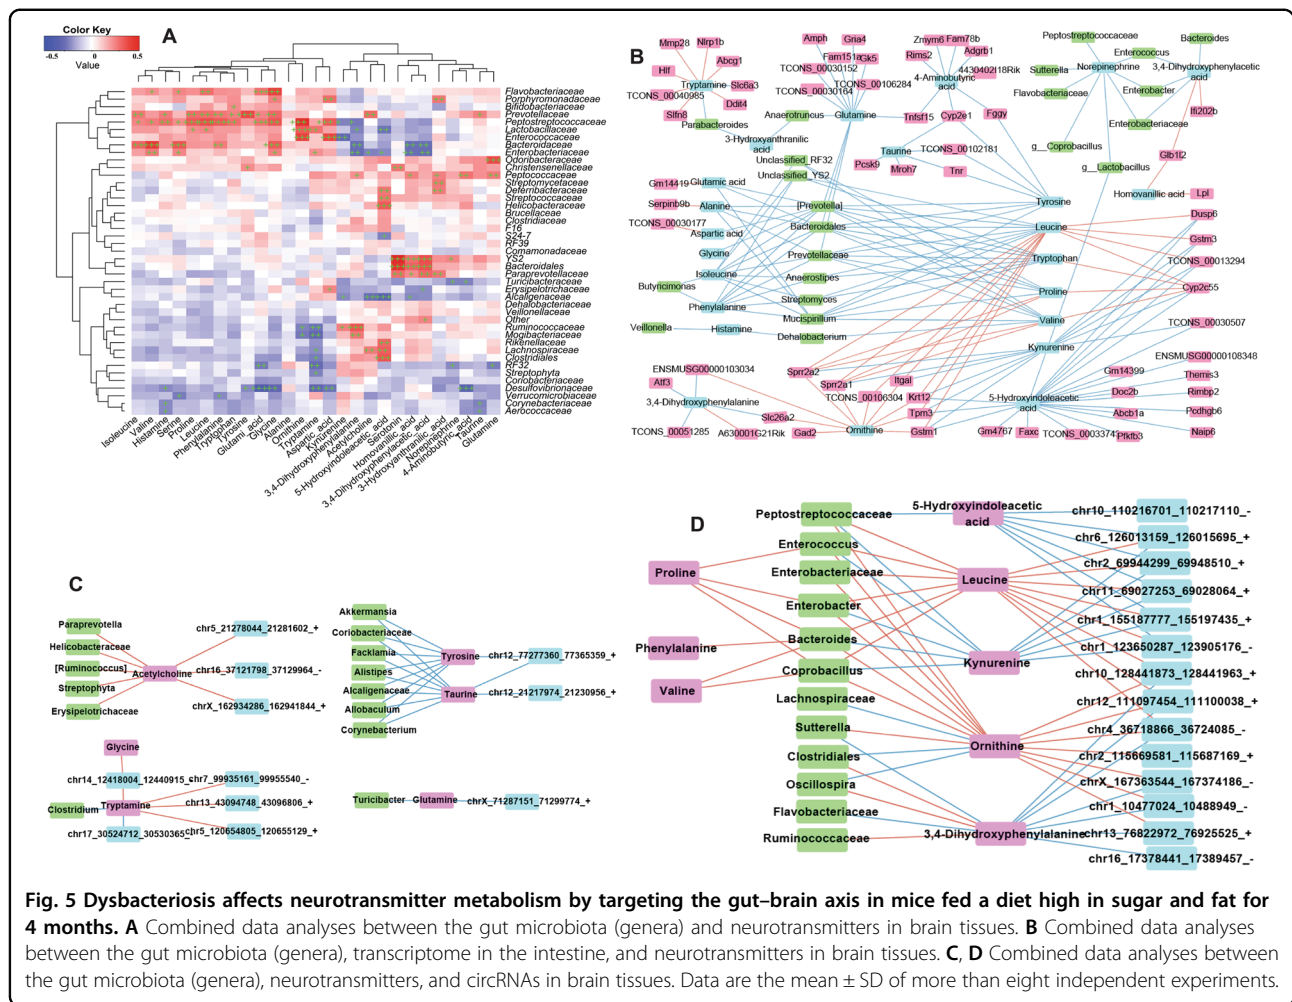 A
Color Key
-0.5 0 0.5
Value
Flavobacteriaceae
Porphyromonadaceae
Bifidobacteriaceae
Prevotellaceae
Peptostreptococcaceae
Lactobacillaceae
Enterococcaceae
Bacteroidaceae
Enterobacteriaceae
Odoribacteraceae
Christensenellaceae
Peptococcaceae
Streptomycetaceae
Deferribacteraceae
Streptococcaceae
Helicobacteraceae
Brucellaceae
Clostridiaceae
F16
S24-7
RF39
Comamonadaceae
YS2
Bacteroidales
Paraprevotellaceae
Turicibacteraceae
Erysipelotrichaceae
Alcaligenaceae
Dehalobacteriaceae
Veillonellaceae
Other
Ruminococcaceae
Mogibacteriaceae
Rikenellaceae
Lachnospiraceae
Clostridiales
RF32
Streptophyta
Coriobacteriaceae
Desulfovibrionaceae
Verrucomicrobiaceae
Corynebacteriaceae
Aerococcaceae
Isoleucine
Valine
Histamine
Serine
Proline
Leucine
Phenylalanine
Tryptophan
Tyrosine
Glutami_acid
Glycine
Alanine
Ornithine
Tryptamine
Aspartic_acid
Kynurenine
3,4-Dihydroxyphenylalanine
Acetylcholine
5-Hydroxyindoleacetic_acid
Serotonin
Homovanillic_acid
3,4-Dihydroxyphenylacetic_acid
3-Hydroxyanthranilic_acid
Norepinephrine
4-Aminobutyric_acid
Taurine
Glutamine
B
Mmp28
Nlrp1b
Abcg1
Hlf
Tryptamine
Slc6a3
TCONS_00040985
Ddit4
Slfn8
Parabacteroides
Amph
Gria4
Fam151a
Gk5
TCONS_00030152
TCONS_00106284
TCONS_00030164
Anaerotruncus
Glutamine
3-Hydroxyanthranilic
acid
Unclassified_RF32
Unclassified_YS2
Zmym6
Fam78b
Rims2
Adgrb1
4-Aminobutyric
acid
4430402I18Rik
Tnfsf15
Cyp2e1
Fggy
Taurine
TCONS_00102181
Pcsk9
Mroh7
Tnr
Peptostreptococcaceae
Bacteroides
Enterococcus
Sutterella
Norepinephrine
3,4-Dihydroxyphenylacetic
acid
Flavobacteriaceae
Enterobacter
Ifi202b
Enterobacteriaceae
g__Coprobacillus
Glb1l2
g__Lactobacillus
Homovanillic acid
Lpl
Gm14419
Glutamic acid
Serpinb9b
Alanine
TCONS_00030177
Aspartic acid
Glycine
Isoleucine
Butyricimonas
Phenylalanine
Veillonella
Histamine
[Prevotella]
Bacteroidales
Prevotellaceae
Anaerostipes
Streptomyces
Mucispirillum
Dehalobacterium
Tyrosine
Leucine
Tryptophan
Proline
Valine
Kynurenine
Dusp6
Gstm3
TCONS_00013294
Cyp2c55
TCONS_00030507
ENSMUSG00000108348
Gm14399
Themis3
Doc2b
Rimbp2
5-Hydroxyindoleacetic
acid
Abcb1a
Pcdhgb6
Gm4767
Faxc
TCONS_0003374
Pfktb3
Naip6
ENSMUSG00000103034
Atf3
3,4-Dihydroxyphenylalanine
Slc26a2
TCONS_00051285
A630001G21Rik
Gad2
Sprr2a2
Sprr2a1
Itgal
TCONS_00106304
Krt12
Tpm3
Ornithine
Gstm1
C
Paraprevotella
Helicobacteraceae
[Ruminococcus]
Acetylcholine
Streptophyta
Erysipelotrichaceae
chr5_21278044_21281602_+
chr16_37121798_37129964_-
chrX_162934286_162941844_+
Akkermansia
Coriobacteriaceae
Facklamia
Alistipes
Alcaligenaceae
Allobaculum
Corynebacterium
Tyrosine
Taurine
chr12_77277360_77365359_+
chr12_21217974_21230956_+
Glycine
chr14_12418004_12440915_-
chr7_99935161_99955540_-
Clostridium
Tryptamine
chr13_43094748_43096806_+
chr17_30524712_30530365_
chr5_120654805_120655129_+
Turicibacter
Glutamine
chrX_71287151_71299774_+
D
Proline
Phenylalanine
Valine
Peptostreptococcaceae
Enterococcus
Enterobacteriaceae
Enterobacter
Bacteroides
Coprobacillus
Lachnospiraceae
Sutterella
Clostridiales
Oscillospira
Flavobacteriaceae
Ruminococcaceae
5-Hydroxyindoleacetic
acid
Leucine
Kynurenine
Ornithine
3,4-Dihydroxyphenylalanine
chr10_110216701_110217110_-
chr6_126013159_126015695_+
chr2_69944299_69948510_+
chr11_69027253_69028064_+
chr1_155187777_155197435_+
chr1_123650287_123905176_-
chr10_128441873_128441963_+
chr12_111097454_111100038_+
chr4_36718866_36724085_-
chr2_115669581_115687169_+
chrX_167363544_167374186_-
chr1_10477024_10488949_-
chr13_76822972_76925525_+
chr16_17378441_17389457_-
Fig. 5 Dysbacteriosis affects neurotransmitter metabolism by targeting the gut–brain axis in mice fed a diet high in sugar and fat for
4 months. A Combined data analyses between the gut microbiota (genera) and neurotransmitters in brain tissues. B Combined data analyses
between the gut microbiota (genera), transcriptome in the intestine, and neurotransmitters in brain tissues. C, D Combined data analyses between
the gut microbiota (genera), neurotransmitters, and circRNAs in brain tissues. Data are the mean ± SD of more than eight independent experiments.